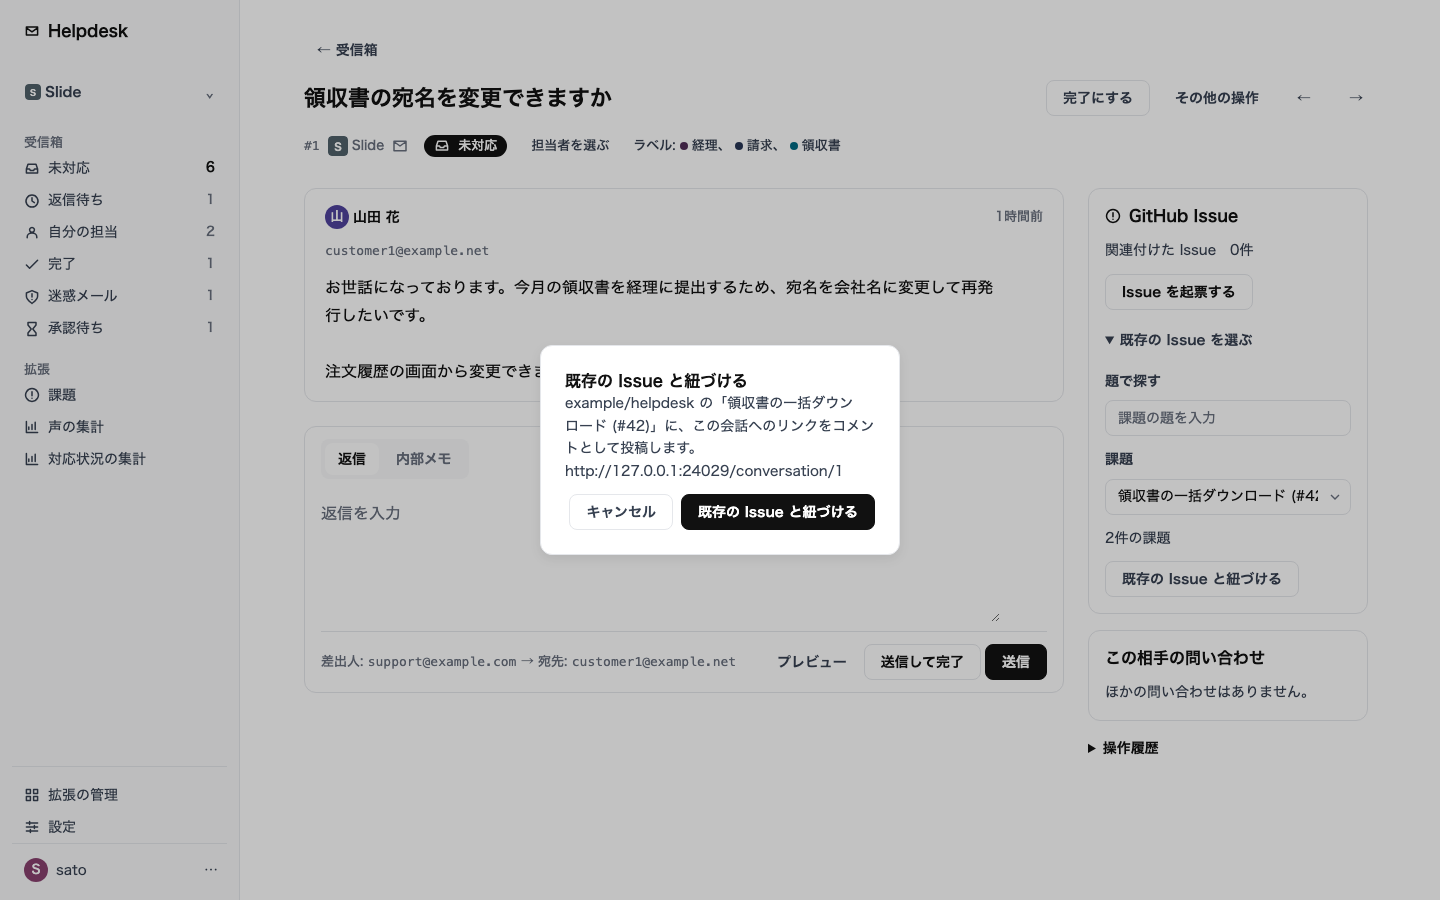 Helpdesk
S Slide
受信箱
未対応 6
返信待ち 1
自分の担当 2
完了 1
迷惑メール 1
承認待ち 1
拡張
課題
声の集計
対応状況の集計
拡張の管理
設定
S sato ...
← 受信箱
領収書の宛名を変更できますか
完了にする その他の操作 ← →
#1 S Slide 未対応 担当者を選ぶ ラベル: 経理、 請求、 領収書
山 山田 花 1時間前
customer1@example.net
お世話になっております。今月の領収書を経理に提出するため、宛名を会社名に変更して再発
行したいです。
注文履歴の画面から変更できま
返信 内部メモ
返信を入力
差出人: support@example.com → 宛先: customer1@example.net プレビュー 送信して完了 送信
既存の Issue と紐づける
example/helpdesk の「領収書の一括ダウン
ロード (#42)」に、この会話へのリンクをコメン
トとして投稿します。
http://127.0.0.1:24029/conversation/1
キャンセル 既存の Issue と紐づける
GitHub Issue
関連付けた Issue 0件
Issue を起票する
▼ 既存の Issue を選ぶ
題で探す
課題の題を入力
課題
領収書の一括ダウンロード (#42
2件の課題
既存の Issue と紐づける
この相手の問い合わせ
ほかの問い合わせはありません。
▶ 操作履歴